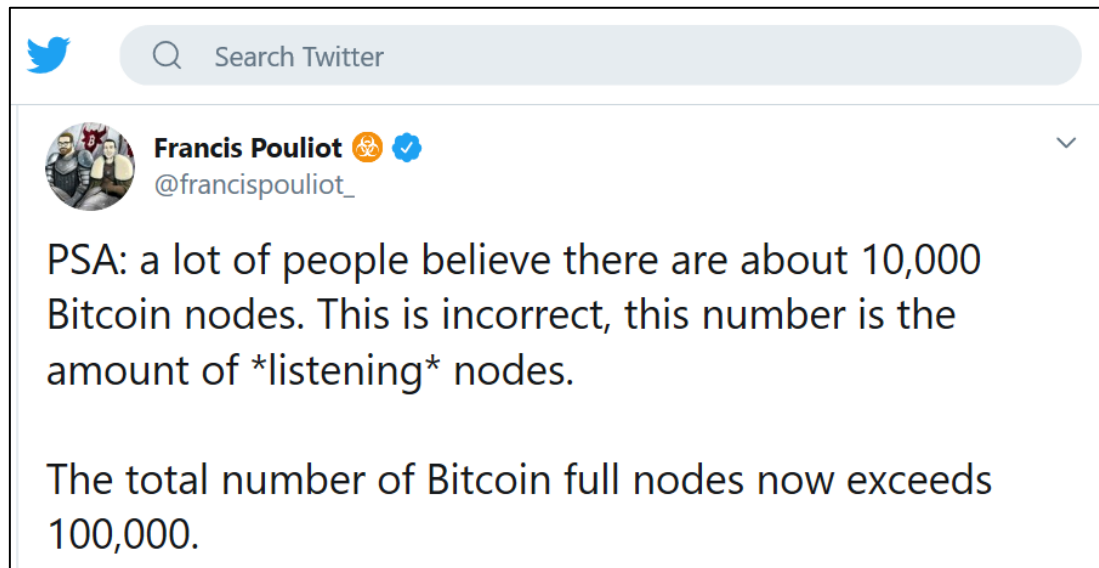 Search Twitter
Francis Pouliot
@francispouliot_
PSA: a lot of people believe there are about 10,000
Bitcoin nodes. This is incorrect, this number is the
amount of *listening* nodes.
The total number of Bitcoin full nodes now exceeds
100,000.